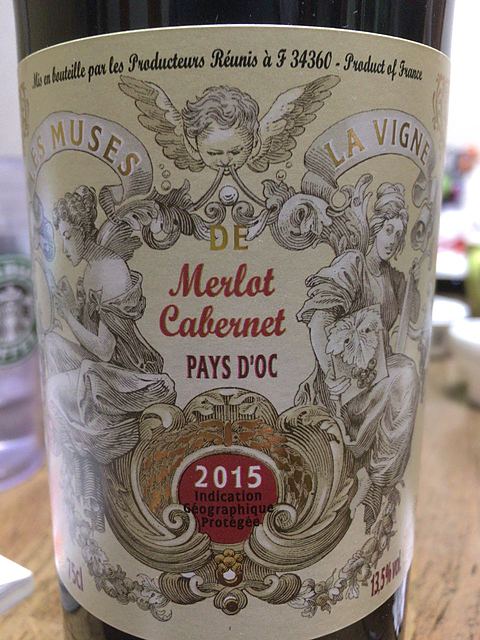 Mis en bouteille par les Producteurs Réunis à F 34360 - Product of France
ES MUSES
DE
LA VIGNE
Merlot
Cabernet
PAYS D'OC
2015
Indication
Géographique
Protégée
75cl
13,5% vol.